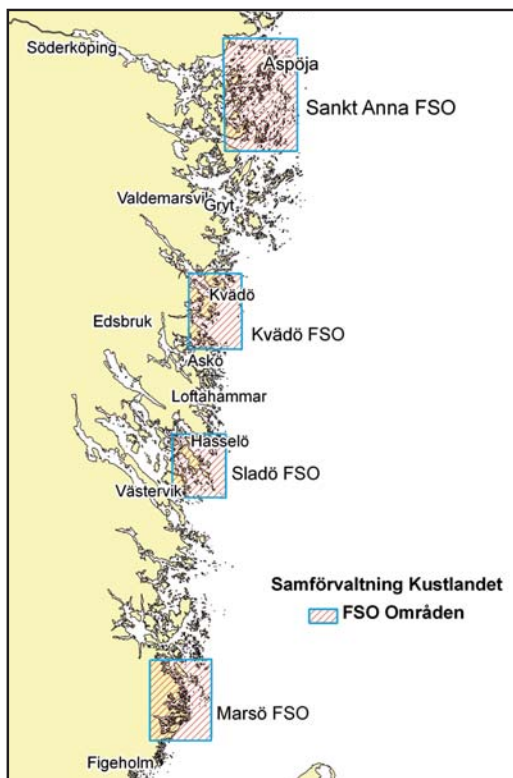 Söderköping
Aspöja
Sankt Anna FSO
Valdemarsvik
Gryt
Kvädö
Edsbruk
Kvädö FSO
Askö
Loftahammar
Hasselö
Sladö FSO
Västervik
Samförvaltning Kustlandet
FSO Områden
Marsö FSO
Figeholm